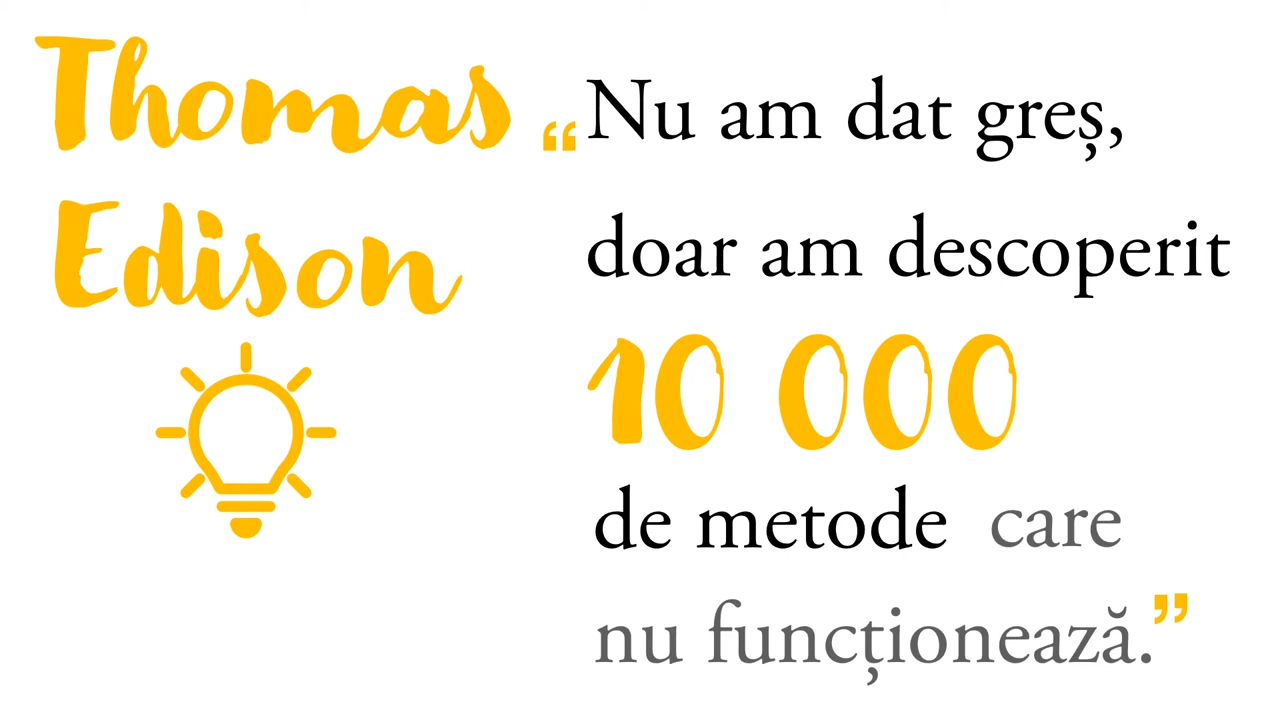 Thomas
Edison
“Nu am dat greș,
doar am descoperit
10 000
de metode care
nu funcționează.”